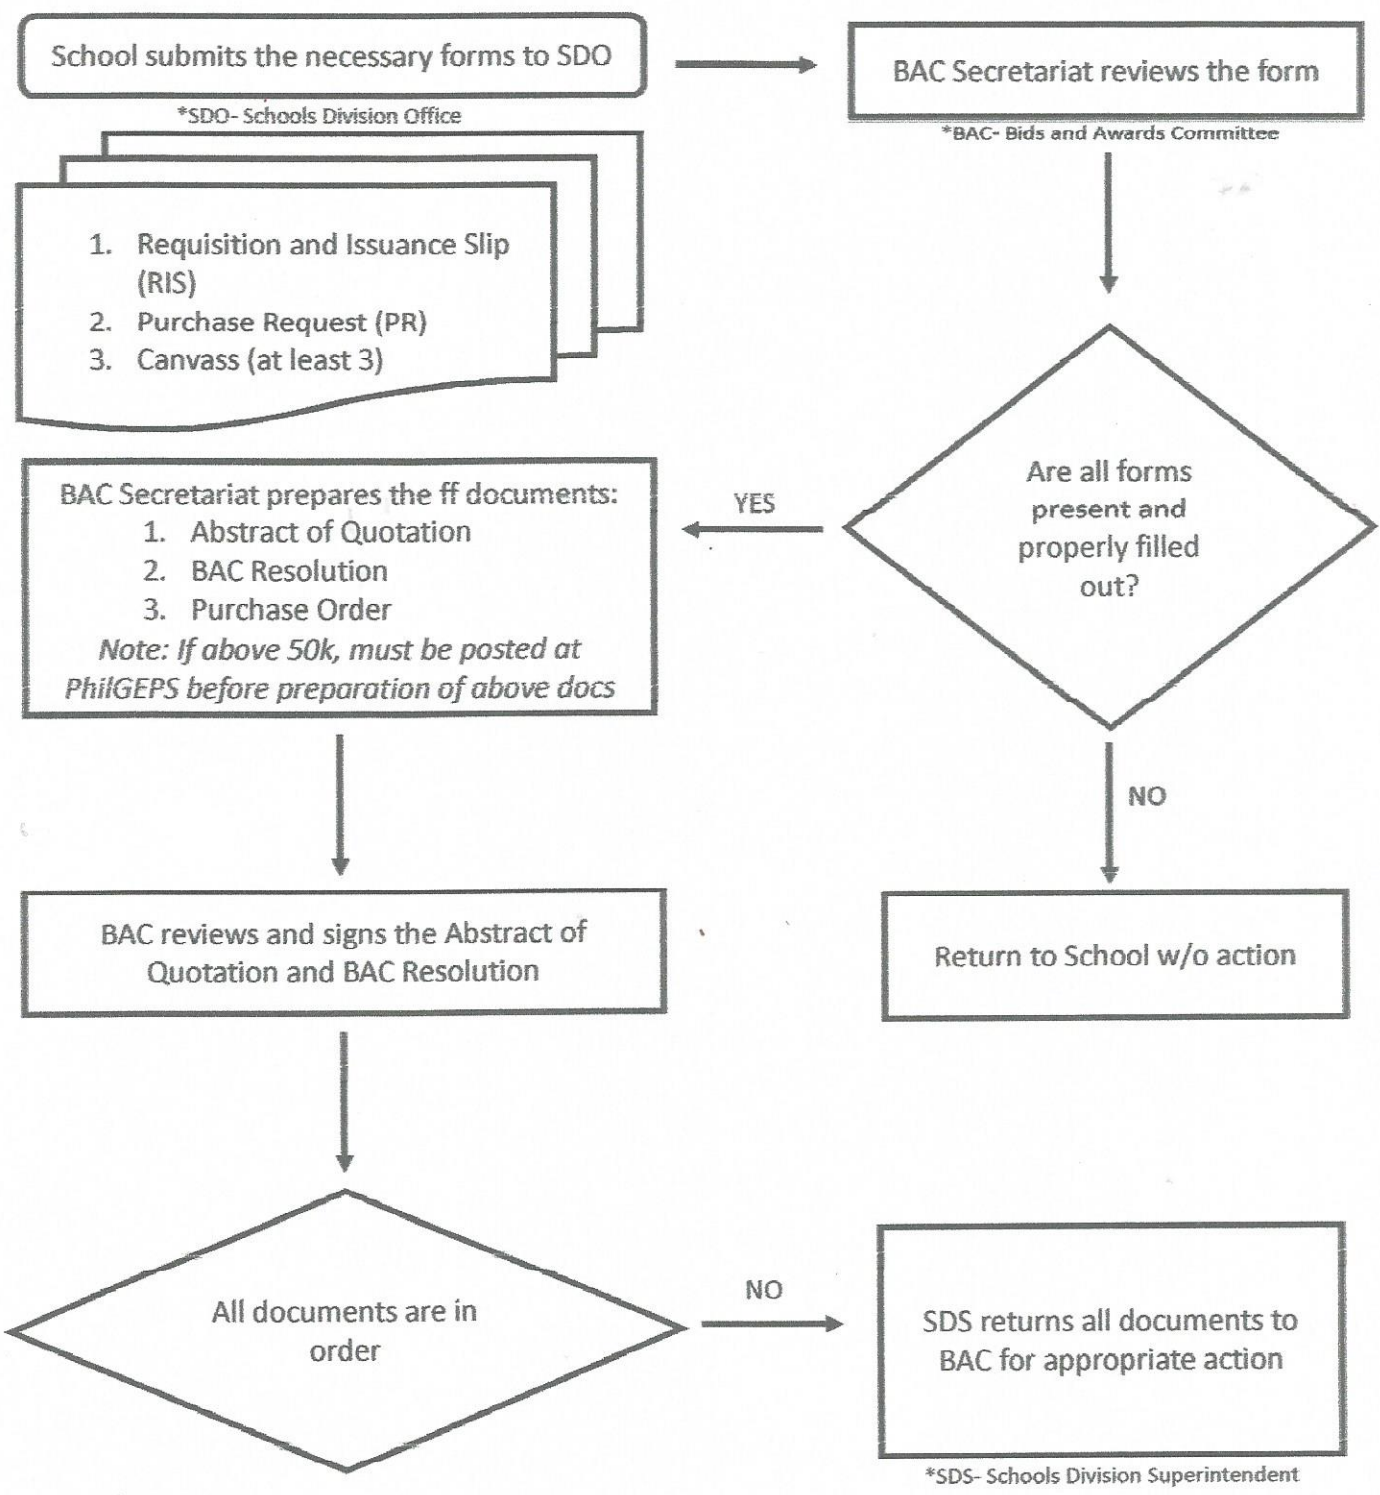 School submits the necessary forms to SDO
*SDO- Schools Division Office
1. Requisition and Issuance Slip
(RIS)
2. Purchase Request (PR)
3. Canvass (at least 3)
BAC Secretariat reviews the form
*BAC- Bids and Awards Committee
Are all forms
present and
properly filled
out?
YES
NO
Return to School w/o action
BAC Secretariat prepares the ff documents:
1. Abstract of Quotation
2. BAC Resolution
3. Purchase Order
Note: If above 50k, must be posted at
PhilGEPS before preparation of above docs
BAC reviews and signs the Abstract of
Quotation and BAC Resolution
All documents are in
order
NO
SDS returns all documents to
BAC for appropriate action
*SDS- Schools Division Superintendent